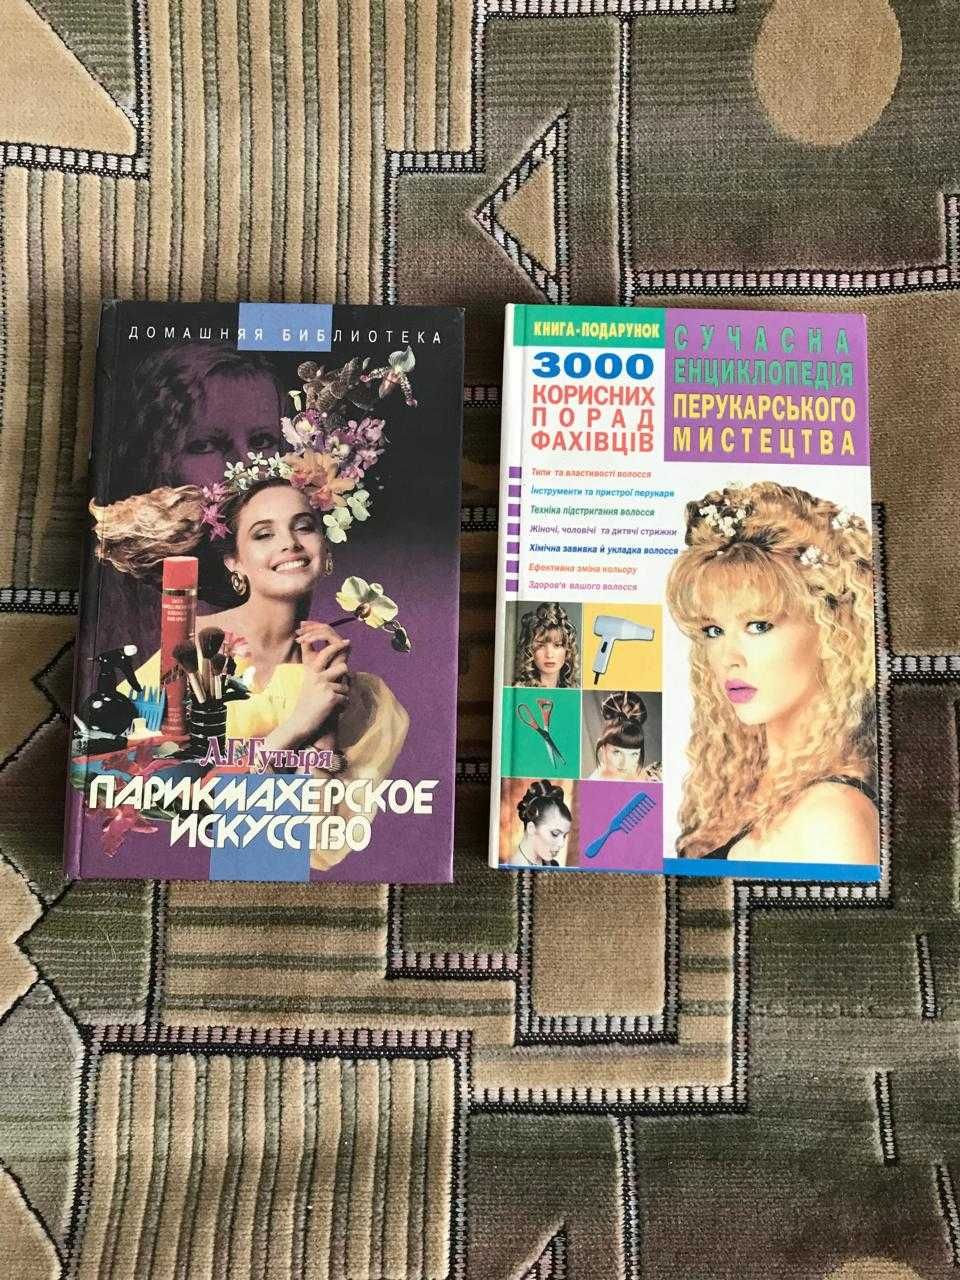 ДОМАШНЯЯ БИБЛИОТЕКА
А.Г. Гутыря
ПАРИКМАХЕРСКОЕ
ИСКУССТВО
КНИГА-ПОДАРУНОК
3000
КОРИСНИХ
ПОРАД
ФАХІВЦІВ
СУЧАСНА
ЕНЦИКЛОПЕДІЯ
ПЕРУКАРСЬКОГО
МИСТЕЦТВА
Типи та властивості волосся
Інструменти та пристрої перукаря
Техніка підстригання волосся
Жіночі, чоловічі та дитячі стрижки
Хімічна завивка й укладка волосся
Ефективна зміна кольору
Здоров'я вашого волосся